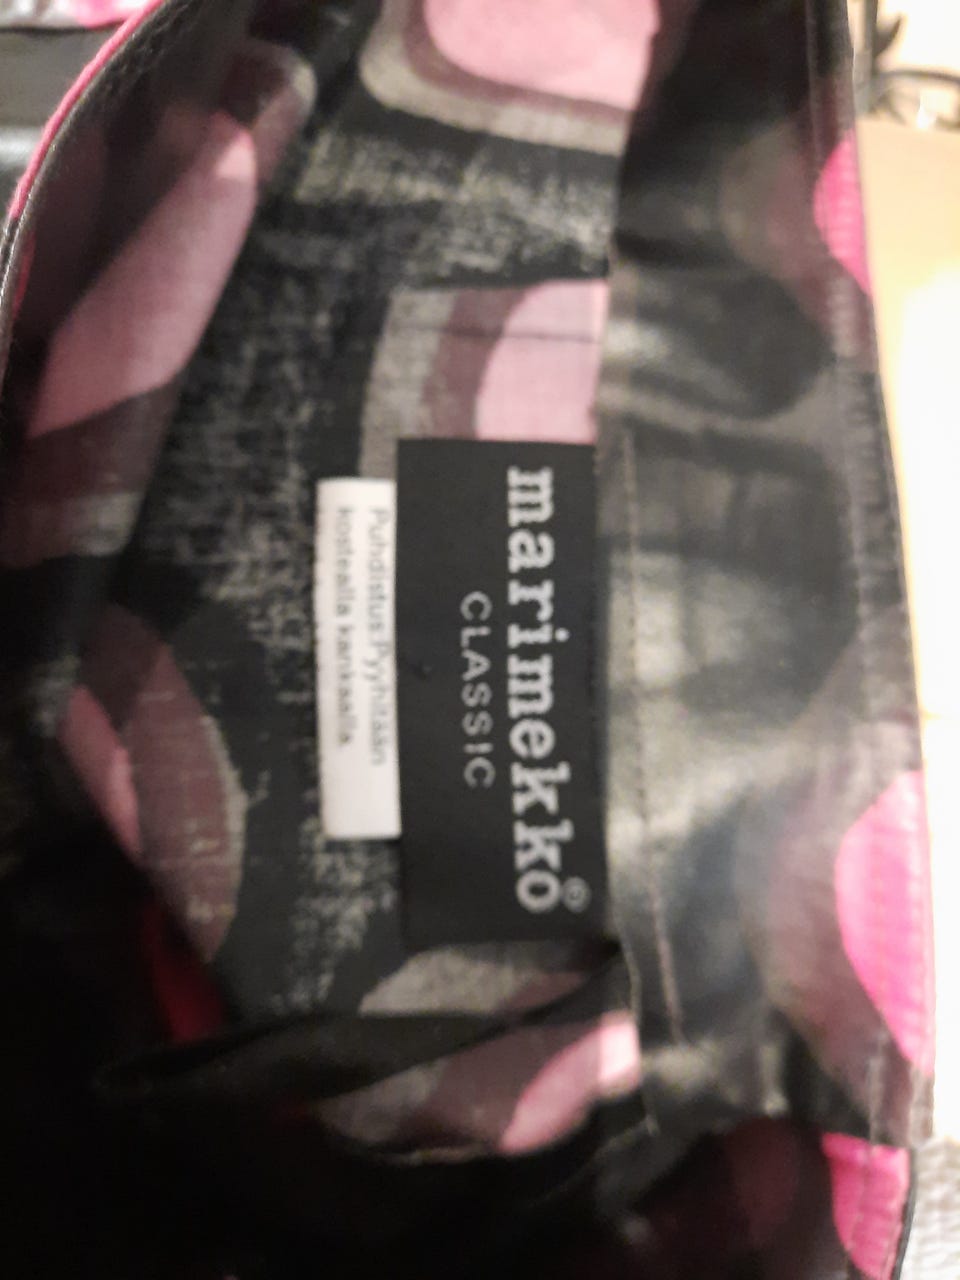 marimekko®
CLASSIC
Puhdistus:Pyyhitään
kostealla kankaalla.